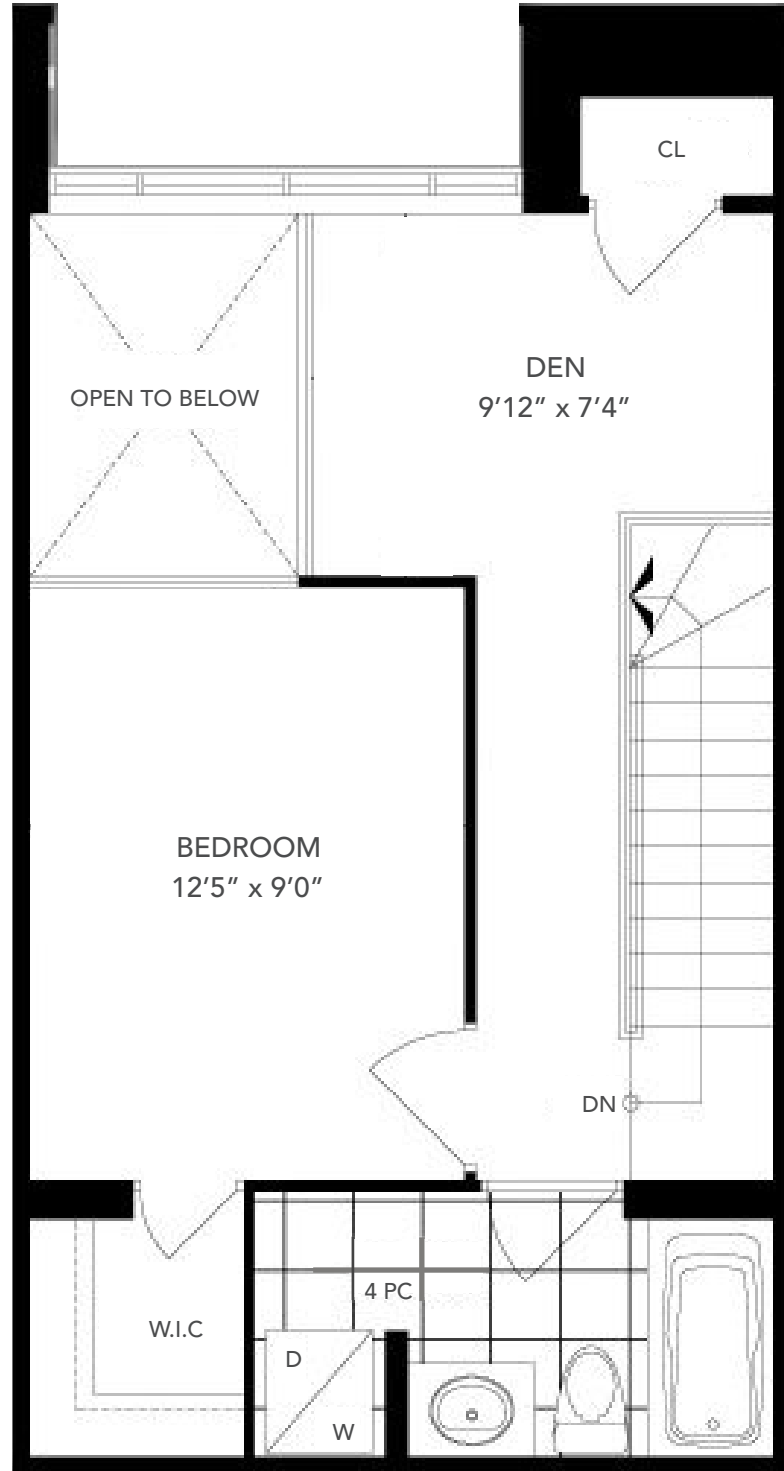 CL
DEN
9’12” x 7’4”
OPEN TO BELOW
BEDROOM
12’5” x 9’0”
DN
4 PC
W.I.C
D
W